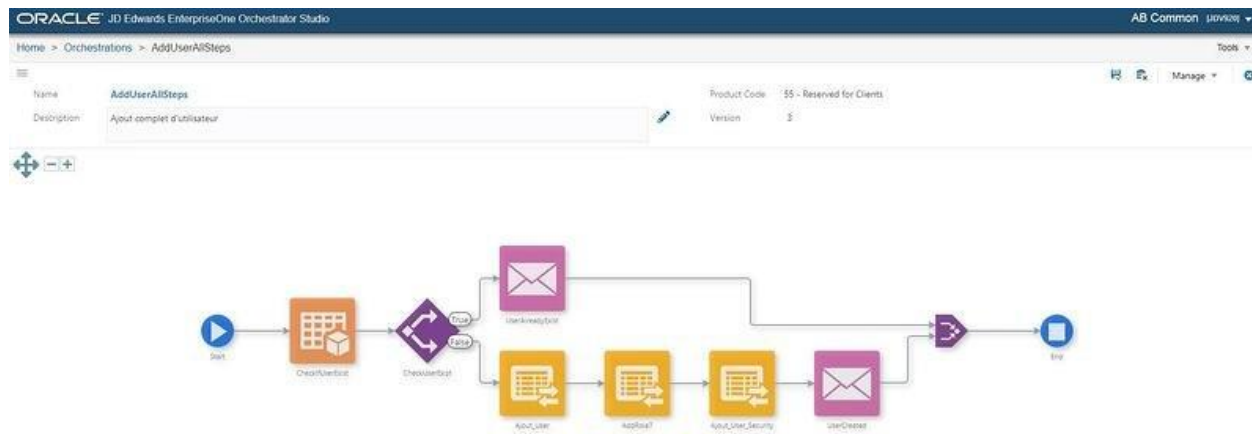 ORACLE JD Edwards EnterpriseOne Orchestrator Studio
AB Common [JDV920]
Home > Orchestrations > AddUserAllSteps
Tools
Manage
Name AddUserAllSteps
Product Code 55 - Reserved for Clients
Description Ajout complet d'utilisateur
Version 3
True
UserAlreadyExist
False
Start
CheckIfUserExist
CheckUserExist
End
Ajout_User
Ajout_User_Security
UserCreated